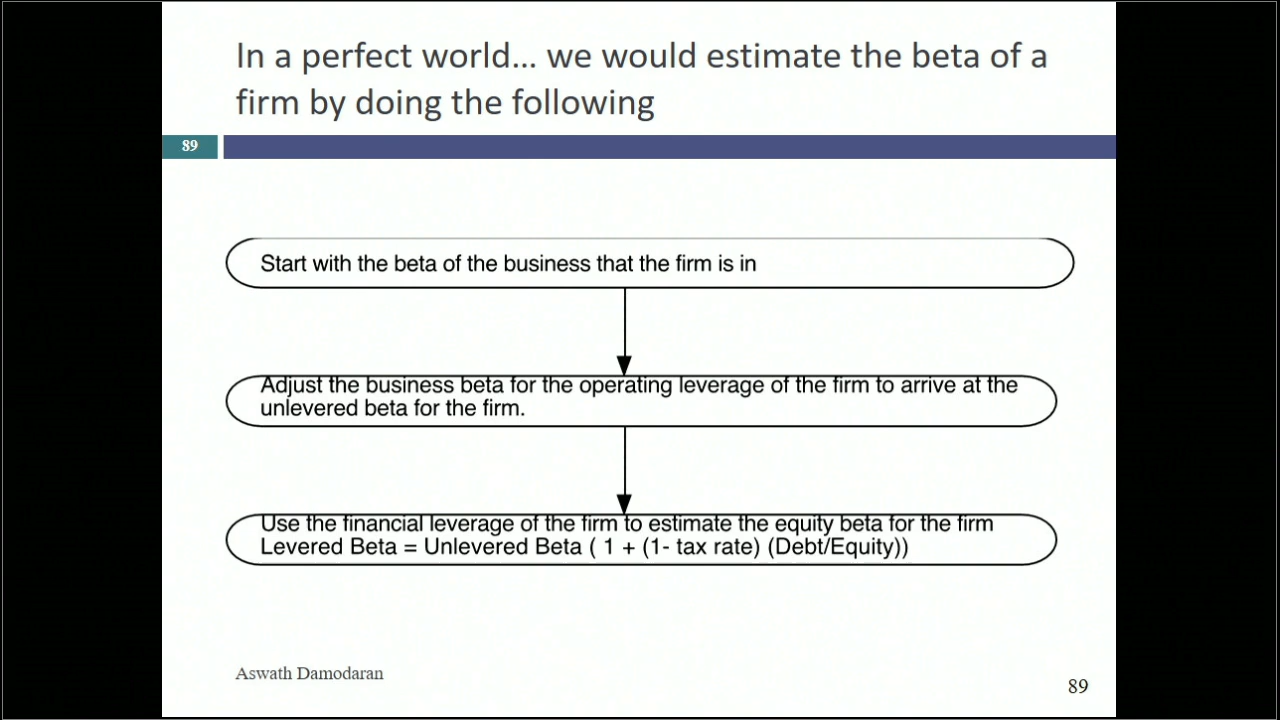 In a perfect world... we would estimate the beta of a
firm by doing the following
89
Start with the beta of the business that the firm is in
Adjust the business beta for the operating leverage of the firm to arrive at the
unlevered beta for the firm.
Use the financial leverage of the firm to estimate the equity beta for the firm
Levered Beta = Unlevered Beta ( 1 + (1- tax rate) (Debt/Equity))
Aswath Damodaran
89